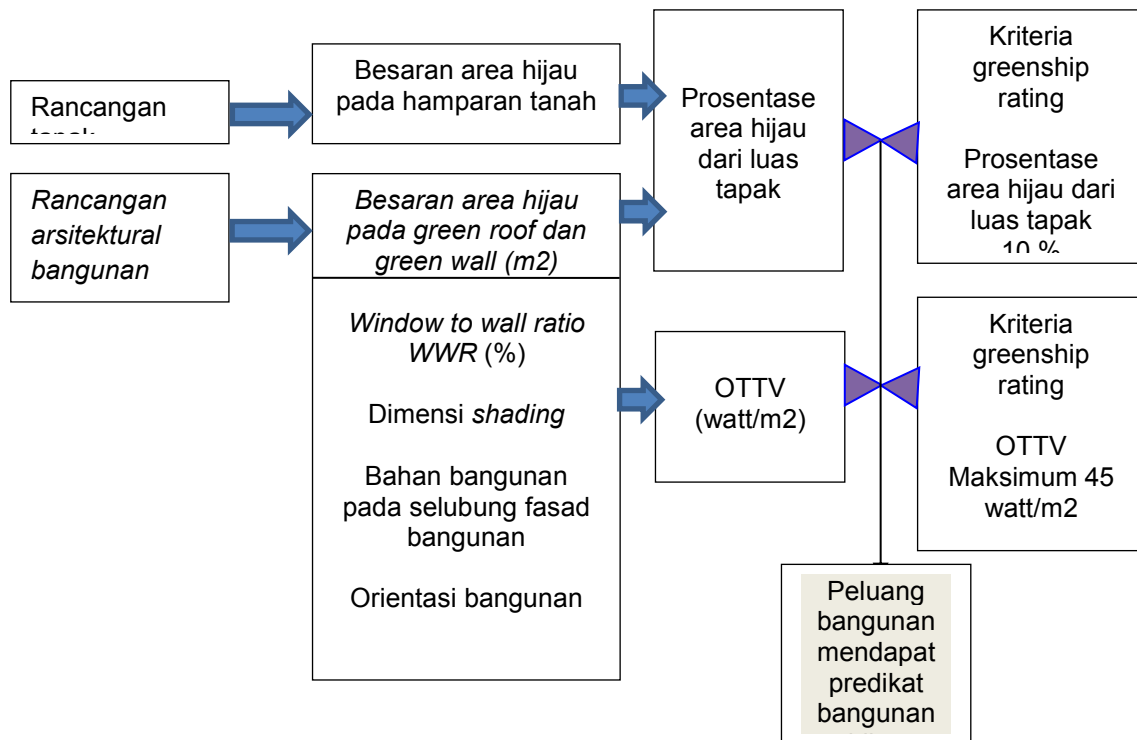 Rancangan
Besaran area hijau
pada hamparan tanah
Prosentase
area hijau
dari luas
tapak
Kriteria
greenship
rating
Prosentase
area hijau dari
luas tapak
10 %
Rancangan
arsitektural
bangunan
Besaran area hijau
pada green roof dan
green wall (m2)
Window to wall ratio
WWR (%)
Dimensi shading
Bahan bangunan
pada selubung fasad
bangunan
Orientasi bangunan
OTTV
(watt/m2)
Kriteria
greenship
rating
OTTV
Maksimum 45
watt/m2
Peluang
bangunan
mendapat
predikat
bangunan